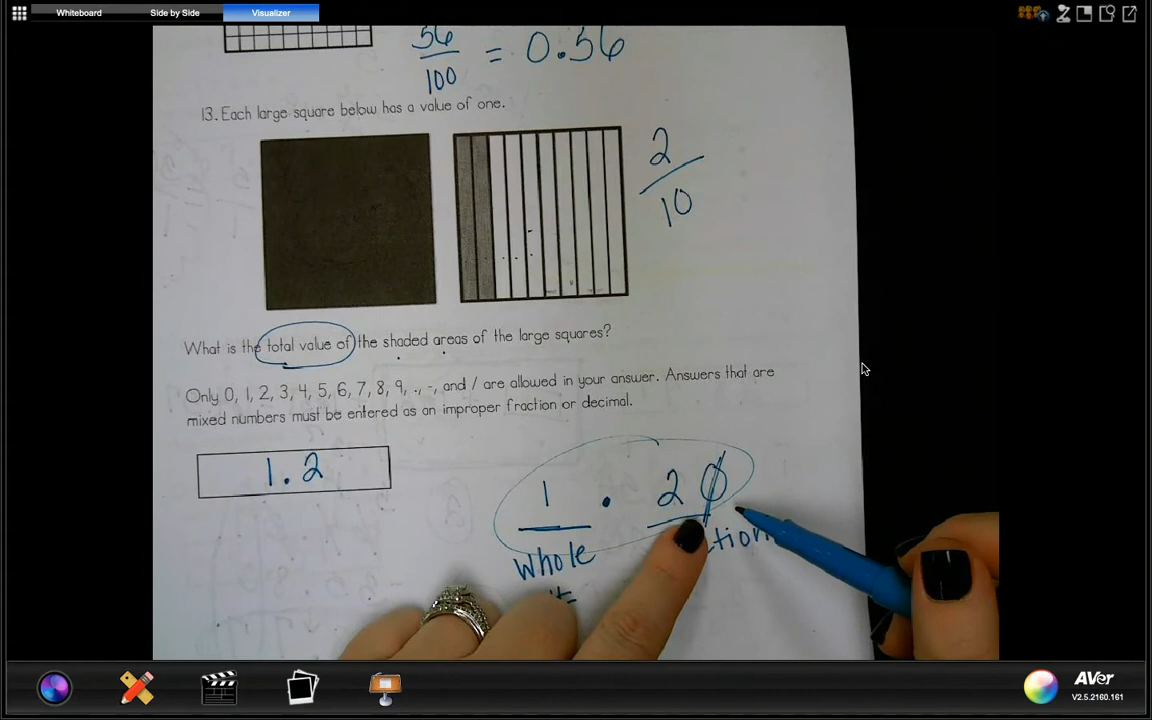 Whiteboard Side by Side Visualizer
56
100
= 0.56
13. Each large square below has a value of one.
2
10
What is the total value of the shaded areas of the large squares?
Only 0, 1, 2, 3, 4, 5, 6, 7, 8, 9, ., -, and / are allowed in your answer. Answers that are
mixed numbers must be entered as an improper fraction or decimal.
1.2
1 . 20
whole
AVer
V2.5.2160.161